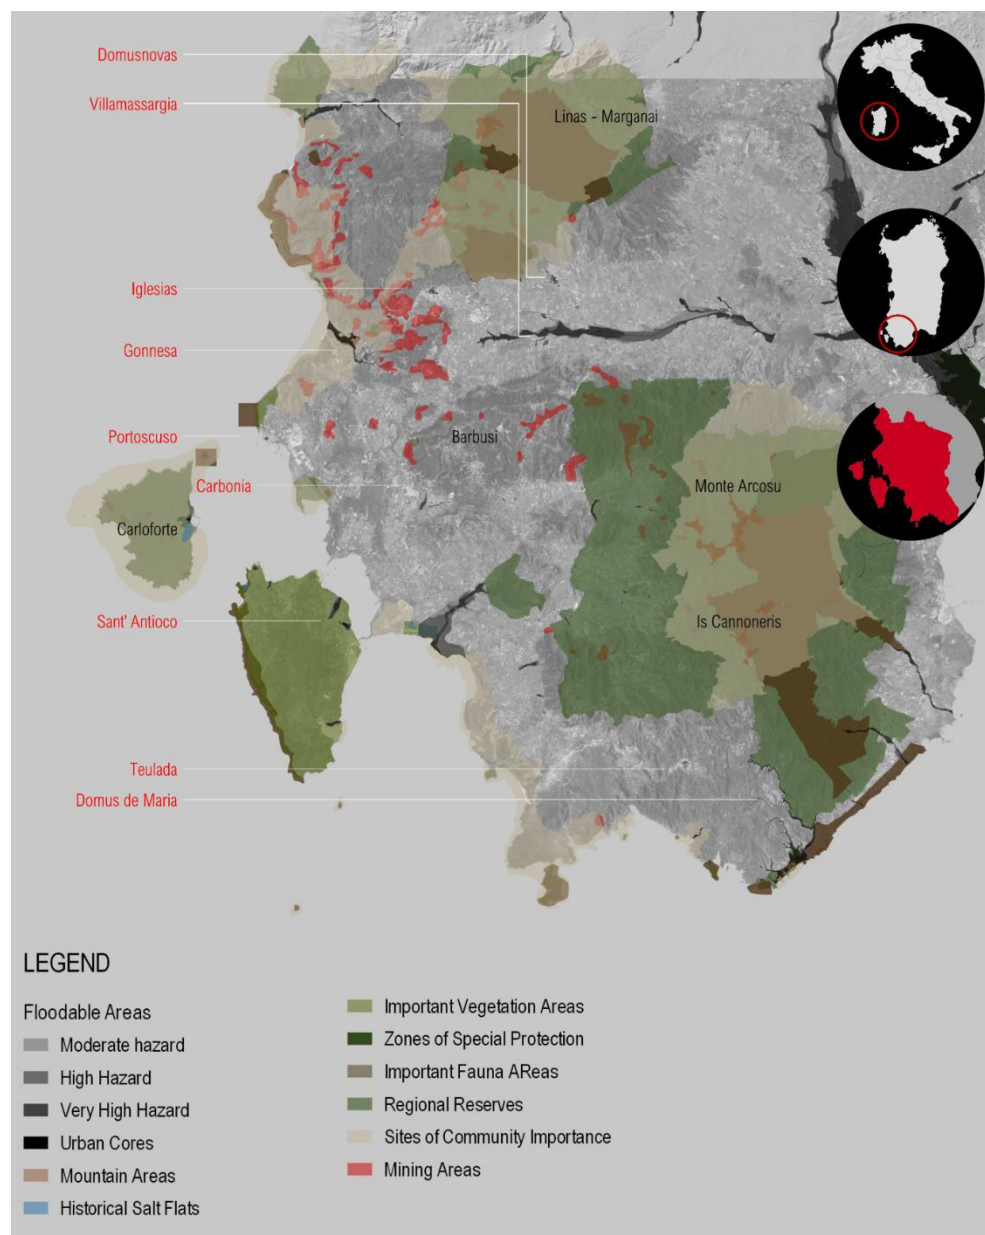 Domusnovas
Villamassargia
Linas - Marganai
Iglesias
Gonnesa
Portoscuso
Barbusi
Carbonia
Monte Arcosu
Carloforte
Sant' Antioco
Is Cannoneris
Teulada
Domus de Maria
LEGEND
Floodable Areas
Moderate hazard
High Hazard
Very High Hazard
Urban Cores
Mountain Areas
Historical Salt Flats
Important Vegetation Areas
Zones of Special Protection
Important Fauna AReas
Regional Reserves
Sites of Community Importance
Mining Areas